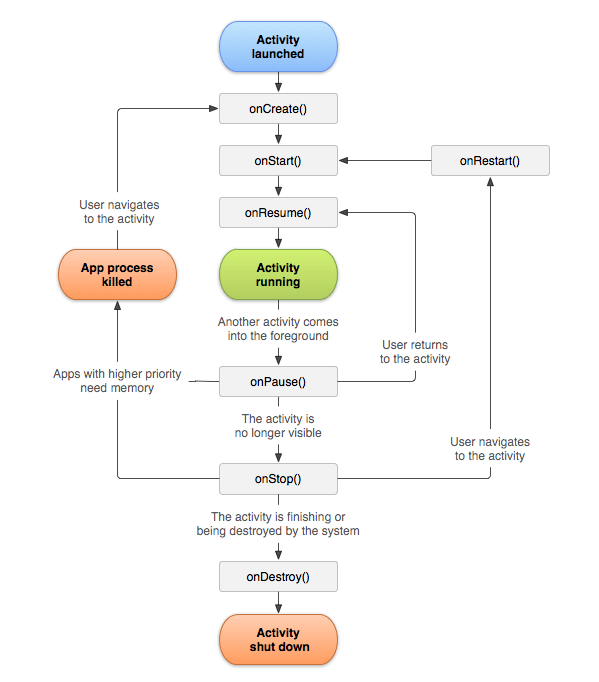 Activity
launched
onCreate()
onStart()
onRestart()
onResume()
User navigates
to the activity
App process
killed
Activity
running
Another activity comes
into the foreground
User returns
to the activity
Apps with higher priority
need memory
onPause()
The activity is
no longer visible
User navigates
to the activity
onStop()
The activity is finishing or
being destroyed by the system
onDestroy()
Activity
shut down